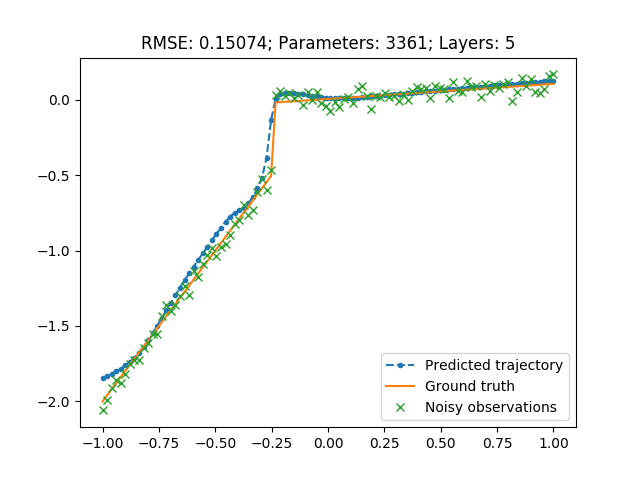 RMSE: 0.15074; Parameters: 3361; Layers: 5
0.0
−0.5
−1.0
−1.5
−2.0
Predicted trajectory
Ground truth
Noisy observations
−1.00 −0.75 −0.50 −0.25 0.00 0.25 0.50 0.75 1.00